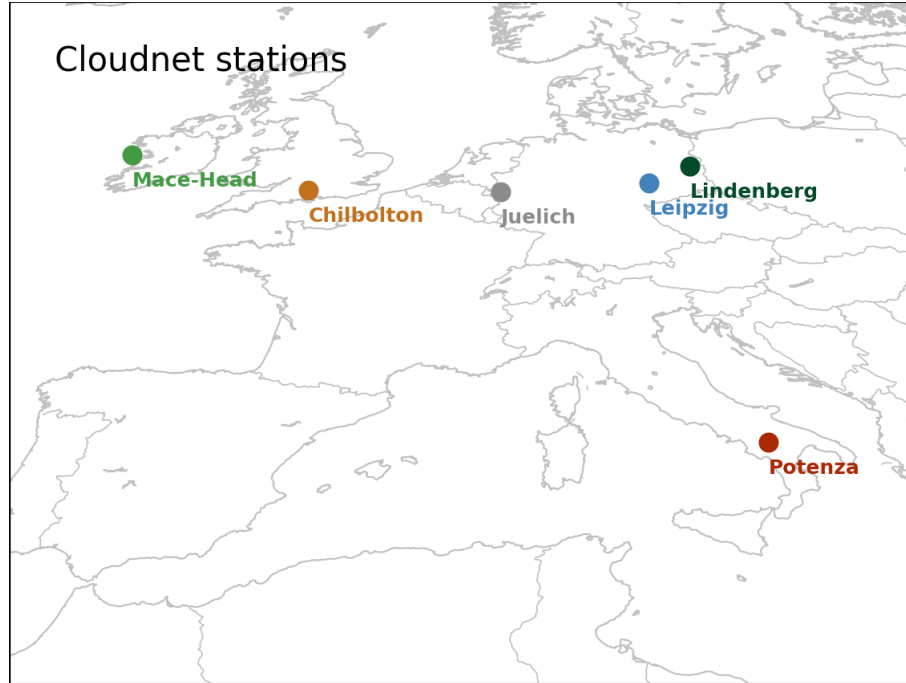 Cloudnet stations
Mace-Head
Chilbolton
Juelich
Leipzig
Lindenberg
Potenza